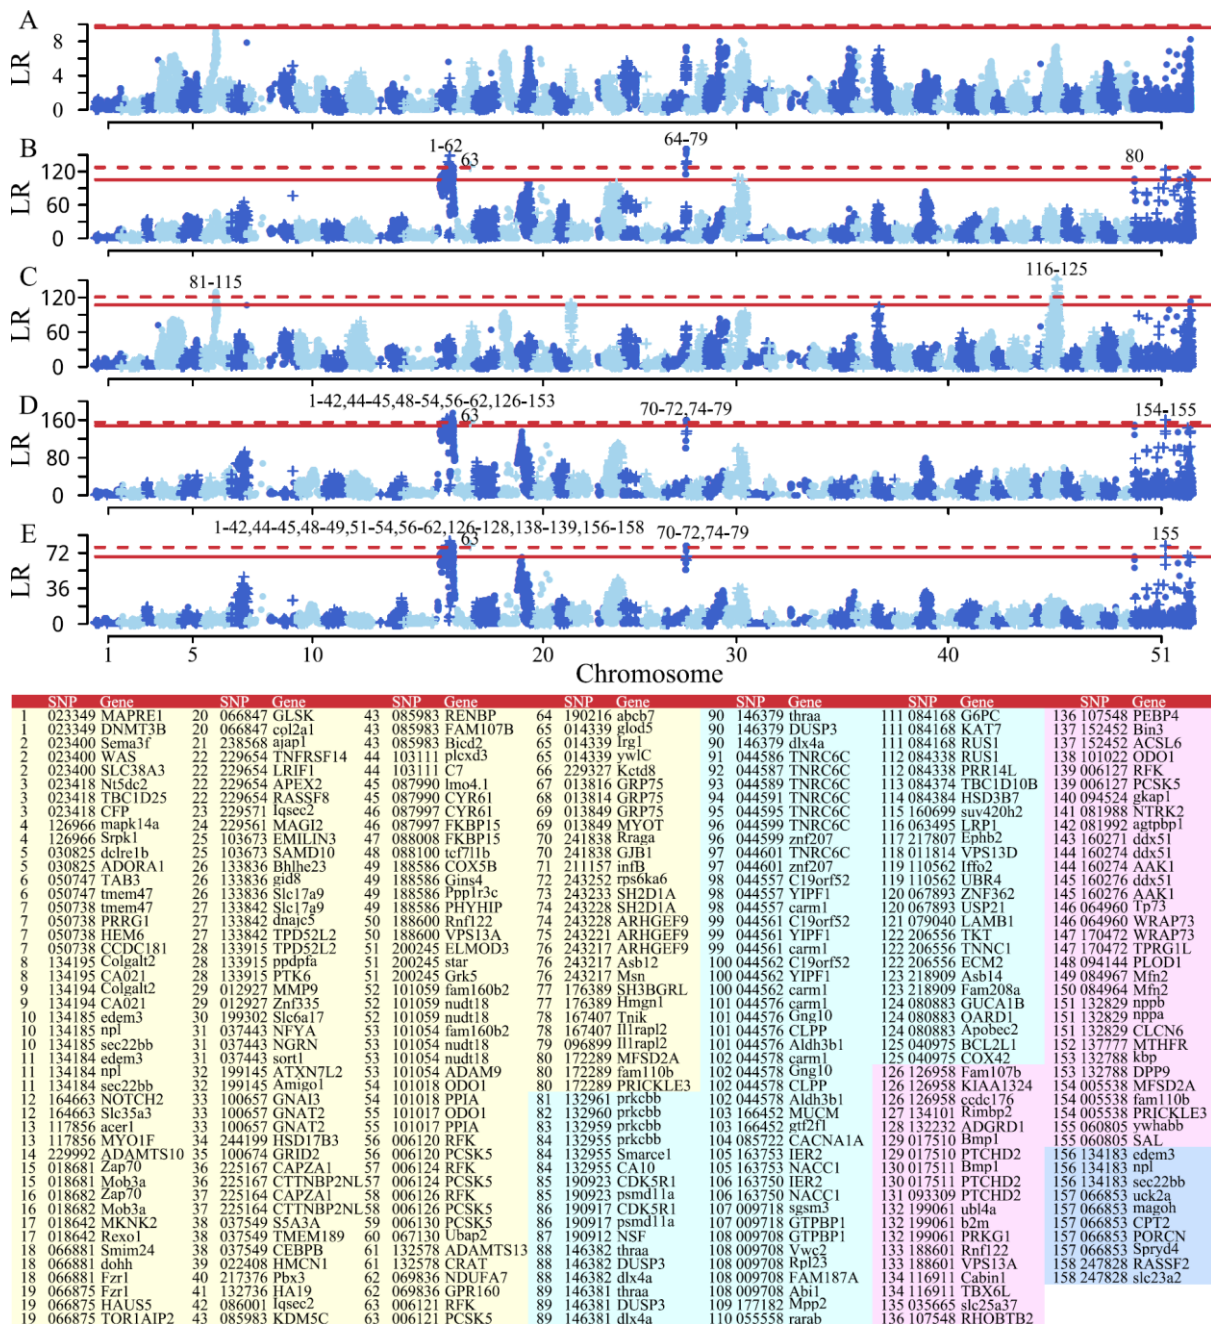 A
LR
8
4
0
B
1-62
63
64-79
80
LR
120
60
0
C
81-115
116-125
LR
120
60
0
D
1-42,44-45,48-54,56-62,126-153
63
70-72,74-79
154-155
LR
160
80
0
E
1-42,44-45,48-49,51-54,56-62,126-128,138-139,156-158
63
70-72,74-79
155
LR
72
36
0
1 5 10 20 30 40 51
Chromosome
SNP Gene
1 023349 MAPRE1
1 023349 DNMT3B
2 023400 Sema3f
2 023400 WAS
2 023400 SLC38A3
3 023418 Nt5dc2
3 023418 TBC1D25
3 023418 CFP
4 126966 mapk14a
4 126966 Srpk1
5 030825 dclre1b
5 030825 ADORA1
6 050747 TAB3
6 050747 tmem47
7 050738 tmem47
7 050738 PRRG1
7 050738 HEM6
7 050738 CCDC181
8 134195 Colgalt2
8 134195 CA021
9 134194 Colgalt2
9 134194 CA021
10 134185 edem3
10 134185 npl
10 134185 sec22bb
11 134184 edem3
11 134184 npl
11 134184 sec22bb
12 164663 NOTCH2
12 164663 Slc35a3
13 117856 acer1
13 117856 MYO1F
14 229992 ADAMTS10
15 018681 Zap70
15 018681 Mob3a
16 018682 Zap70
16 018682 Mob3a
17 018642 MKNK2
17 018642 Rexo1
18 066881 Smim24
18 066881 dohh
18 066881 Fzr1
19 066875 Fzr1
19 066875 HAUS5
19 066875 TOR1AIP2
SNP Gene
20 066847 GLSK
20 066847 col2a1
21 238568 ajap1
22 229654 TNFRSF14
22 229654 LRIF1
22 229654 APEX2
22 229654 RASSF8
23 229571 Iqsec2
24 229561 MAGI2
25 103673 EMILIN3
25 103673 SAMD10
26 133836 Bhlhe23
26 133836 gid8
26 133836 Slc17a9
27 133842 Slc17a9
27 133842 dnajc5
27 133842 TPD52L2
28 133915 TPD52L2
28 133915 ppdpfa
28 133915 PTK6
29 012927 MMP9
29 012927 Znf335
30 199302 Slc6a17
31 037443 NFYA
31 037443 NGRN
31 037443 sort1
32 199145 ATXN7L2
32 199145 Amigo1
33 100657 GNAI3
33 100657 GNAT2
33 100657 GNAT2
34 244199 HSD17B3
35 100674 GRID2
36 225167 CAPZA1
36 225167 CTTNBP2NL
37 225164 CAPZA1
37 225164 CTTNBP2NL
38 037549 S5A3A
38 037549 TMEM189
38 037549 CEBPB
39 022408 HMCN1
40 217376 Pbx3
41 132736 HA19
42 086001 Iqsec2
43 085983 KDM5C
SNP Gene
43 085983 RENBP
43 085983 FAM107B
43 085983 Bicd2
44 103111 plcxd3
44 103111 C7
45 087990 lmo4.1
45 087990 CYR61
46 087997 CYR61
46 087997 FKBP15
47 088008 FKBP15
48 088100 tcf7l1b
49 188586 COX5B
49 188586 Gins4
49 188586 Ppp1r3c
49 188586 PHYHIP
50 188600 Rnf122
50 188600 VPS13A
51 200245 ELMOD3
51 200245 star
51 200245 Grk5
52 101059 fam160b2
52 101059 nudt18
52 101059 nudt18
53 101054 fam160b2
53 101054 nudt18
53 101054 nudt18
53 101054 ADAM9
54 101018 ODO1
54 101018 PPIA
55 101017 ODO1
55 101017 PPIA
56 006120 RFK
56 006120 PCSK5
57 006124 RFK
57 006124 PCSK5
58 006126 RFK
58 006126 PCSK5
59 006130 PCSK5
60 067130 Ubap2
61 132578 ADAMTS13
61 132578 CRAT
62 069836 NDUFA7
62 069836 GPR160
63 006121 RFK
63 006121 PCSK5
SNP Gene
64 190216 abcb7
65 014339 glod5
65 014339 Irg1
65 014339 ywlC
66 229327 Kctd8
67 013816 GRP75
68 013814 GRP75
69 013849 GRP75
69 013849 MYOT
70 241838 Rraga
70 241838 GJB1
71 211157 infB
72 243252 rps6ka6
73 243233 SH2D1A
74 243228 SH2D1A
74 243228 ARHGEF9
75 243221 ARHGEF9
76 243217 ARHGEF9
76 243217 Asb12
76 243217 Msn
77 176389 SH3BGRL
77 176389 Hmgn1
78 167407 Tnik
78 167407 Il1rapl2
79 096899 Il1rapl2
80 172289 MFSD2A
80 172289 fam110b
80 172289 PRICKLE3
81 132961 prkcbb
82 132960 prkcbb
83 132959 prkcbb
84 132955 prkcbb
84 132955 Smarce1
84 132955 CA10
85 190923 CDK5R1
85 190923 psmd11a
86 190917 CDK5R1
86 190917 psmd11a
87 190912 NSF
88 146382 thraa
88 146382 DUSP3
88 146382 dlx4a
89 146381 thraa
89 146381 DUSP3
89 146381 dlx4a
SNP Gene
90 146379 thraa
90 146379 DUSP3
90 146379 dlx4a
91 044586 TNRC6C
92 044587 TNRC6C
93 044589 TNRC6C
94 044591 TNRC6C
95 044595 TNRC6C
96 044599 TNRC6C
96 044599 znf207
97 044601 TNRC6C
97 044601 znf207
98 044557 C19orf52
98 044557 YIPF1
98 044557 carm1
99 044561 C19orf52
99 044561 YIPF1
99 044561 carm1
100 044562 C19orf52
100 044562 YIPF1
100 044562 carm1
101 044576 carm1
101 044576 Gng10
101 044576 CLPP
101 044576 Aldh3b1
102 044578 carm1
102 044578 Gng10
102 044578 CLPP
102 044578 Aldh3b1
103 166452 MUCM
103 166452 gtf2f1
104 085722 CACNA1A
105 163753 IER2
105 163753 NACC1
106 163750 IER2
106 163750 NACC1
107 009718 sgsm3
107 009718 GTPBP1
108 009708 GTPBP1
108 009708 Vwc2
108 009708 Rpl23
108 009708 FAM187A
108 009708 Abi1
109 177182 Mpp2
110 055558 rarab
SNP Gene
111 084168 G6PC
111 084168 KAT7
111 084168 RUS1
112 084338 RUS1
112 084338 PRR14L
113 084374 TBC1D10B
114 084384 HSD3B7
115 160699 suv420h2
116 063495 LRP1
117 217807 Ephb2
118 011814 VPS13D
119 110562 Iffo2
119 110562 UBR4
120 067893 ZNF362
120 067893 USP21
121 079040 LAMB1
122 206556 TKT
122 206556 TNNC1
122 206556 ECM2
123 218909 Asb14
123 218909 Fam208a
124 080883 GUCA1B
124 080883 OARD1
124 080883 Apobec2
125 040975 BCL2L1
125 040975 COX42
126 126958 Fam107b
126 126958 KIAA1324
126 126958 ccdc176
127 134101 Rimbp2
128 132232 ADGRD1
129 017510 Bmp1
129 017510 PTCHD2
130 017511 Bmp1
130 017511 PTCHD2
131 093309 PTCHD2
132 199061 ubl4a
132 199061 b2m
132 199061 PRKG1
133 188601 Rnf122
133 188601 VPS13A
134 116911 Cabin1
134 116911 TBX6L
135 035665 slc25a37
136 107548 RHOBTB2
SNP Gene
136 107548 PEBP4
137 152452 Bin3
137 152452 ACSL6
138 101022 ODO1
139 006127 RFK
139 006127 PCSK5
140 094524 gkap1
141 081988 NTRK2
142 081992 agtpbp1
143 160271 ddx51
144 160274 ddx51
144 160274 AAK1
145 160276 ddx51
145 160276 AAK1
146 064960 Tp73
146 064960 WRAP73
147 170472 WRAP73
147 170472 TPRG1L
148 094144 PLOD1
149 084967 Mfn2
150 084964 Mfn2
151 132829 nppb
151 132829 nppa
151 132829 CLCN6
152 137777 MTHFR
153 132788 kbp
153 132788 DPP9
154 005538 MFSD2A
154 005538 fam110b
154 005538 PRICKLE3
155 060805 ywhabb
155 060805 SAL
156 134183 edem3
156 134183 npl
156 134183 sec22bb
157 066853 uck2a
157 066853 magoh
157 066853 CPT2
157 066853 PORCN
157 066853 Spryd4
158 247828 RASSF2
158 247828 slc23a2